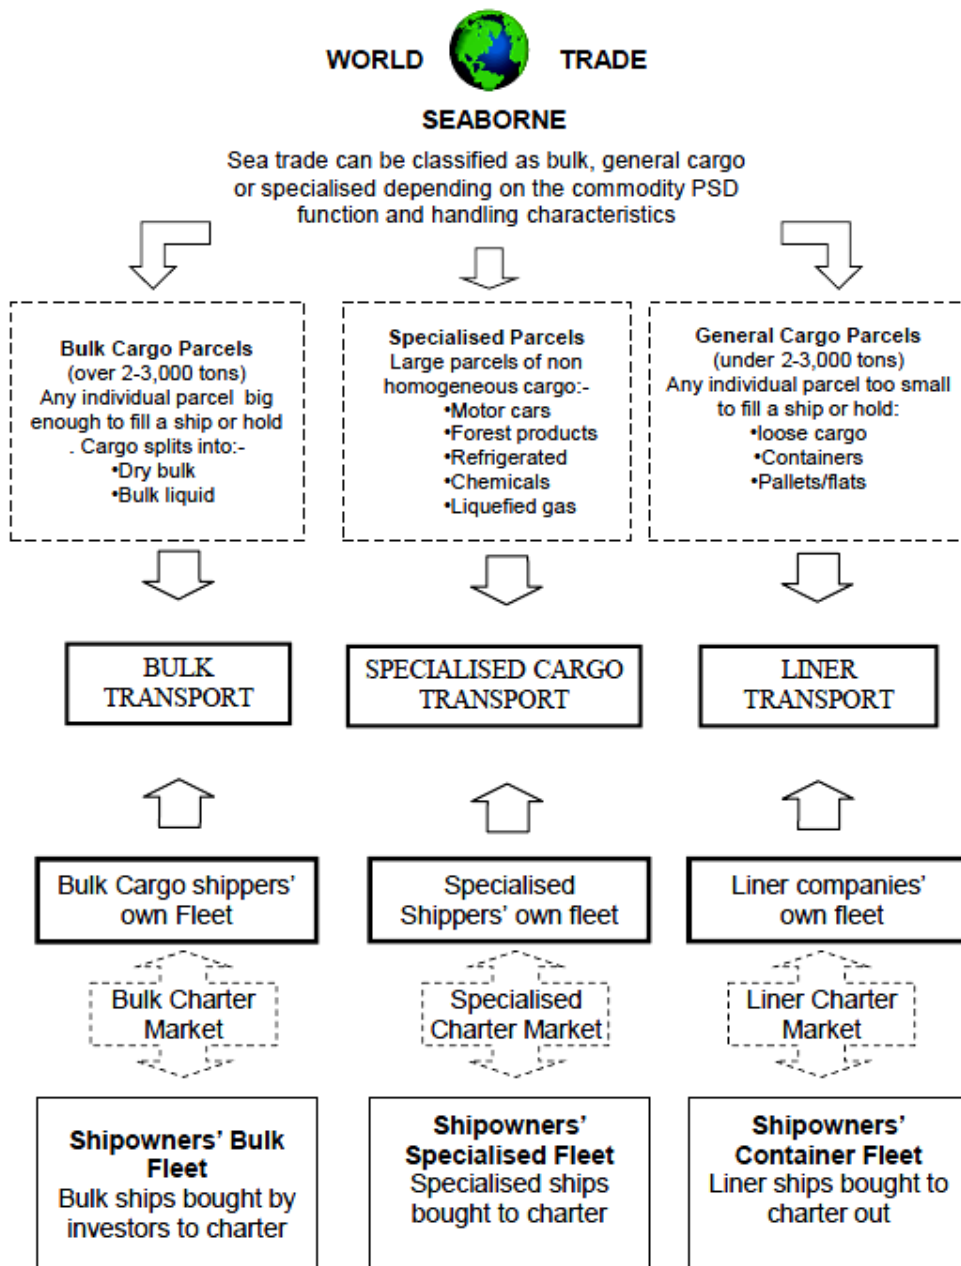 WORLD TRADE
SEABORNE
Sea trade can be classified as bulk, general cargo
or specialised depending on the commodity PSD
function and handling characteristics
Bulk Cargo Parcels
(over 2-3,000 tons)
Any individual parcel big
enough to fill a ship or hold
. Cargo splits into:-
•Dry bulk
•Bulk liquid
Specialised Parcels
Large parcels of non
homogeneous cargo:-
•Motor cars
•Forest products
•Refrigerated
•Chemicals
•Liquefied gas
General Cargo Parcels
(under 2-3,000 tons)
Any individual parcel too small
to fill a ship or hold:
•loose cargo
•Containers
•Pallets/flats
BULK
TRANSPORT
SPECIALISED CARGO
TRANSPORT
LINER
TRANSPORT
Bulk Cargo shippers'
own Fleet
Specialised
Shippers' own fleet
Liner companies'
own fleet
Bulk Charter
Market
Specialised
Charter Market
Liner Charter
Market
Shipowners' Bulk
Fleet
Bulk ships bought by
investors to charter
Shipowners'
Specialised Fleet
Specialised ships
bought to charter
Shipowners'
Container Fleet
Liner ships bought to
charter out